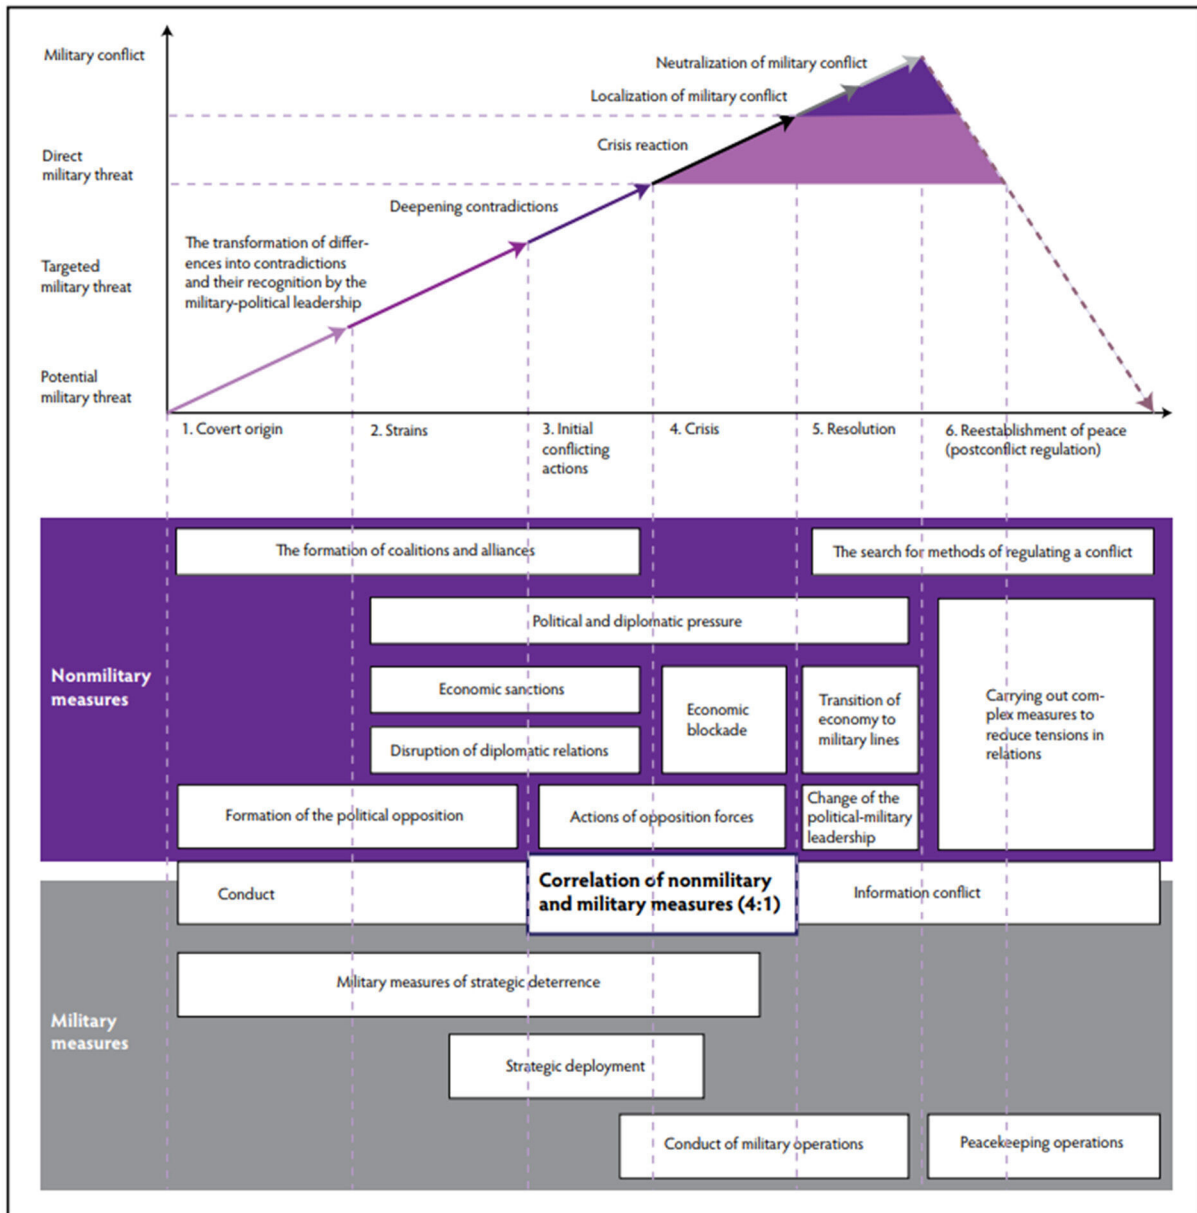 Military conflict
Neutralization of military conflict
Localization of military conflict
Crisis reaction
Direct
military threat
Deepening contradictions
The transformation of differ-
ences into contradictions
and their recognition by the
military-political leadership
Targeted
military threat
Potential
military threat
1. Covert origin
2. Strains
3. Initial
conflicting
actions
4. Crisis
5. Resolution
6. Reestablishment of peace
(postconflict regulation)
Nonmilitary
measures
The formation of coalitions and alliances
The search for methods of regulating a conflict
Political and diplomatic pressure
Economic sanctions
Disruption of diplomatic relations
Economic
blockade
Transition of
economy to
military lines
Carrying out com-
plex measures to
reduce tensions in
relations
Formation of the political opposition
Actions of opposition forces
Change of the
political-military
leadership
Conduct
Correlation of nonmilitary
and military measures (4:1)
Information conflict
Military
measures
Military measures of strategic deterrence
Strategic deployment
Conduct of military operations
Peacekeeping operations